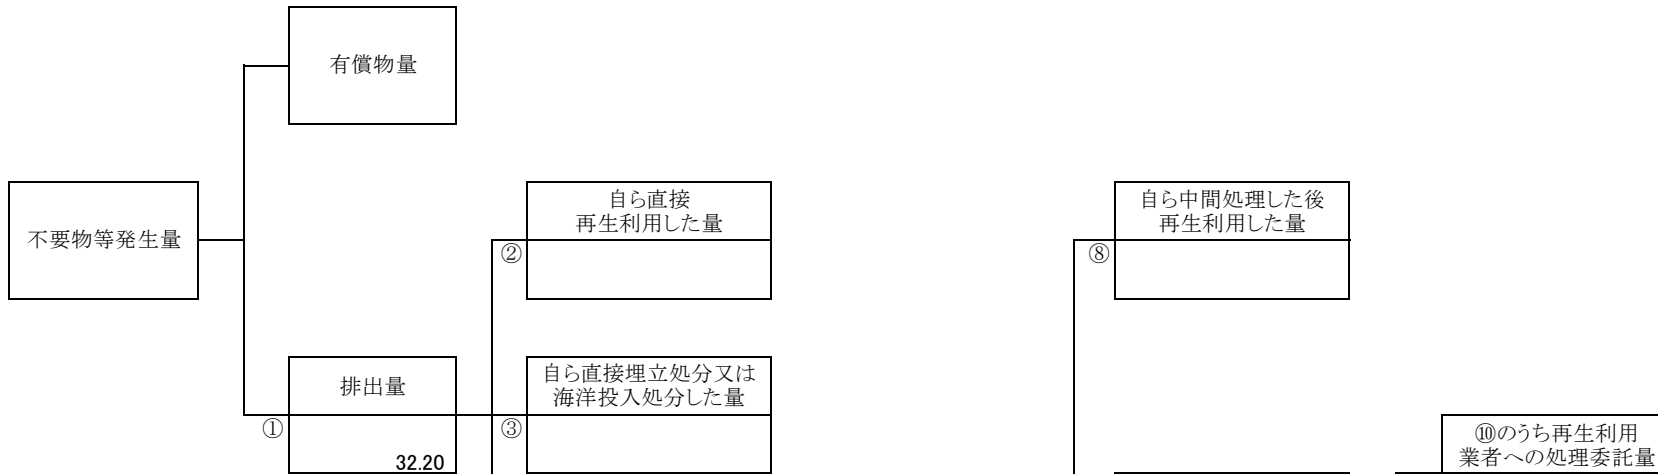 有償物量
不要物等発生量
自ら直接
再生利用した量
②
自ら中間処理した後
再生利用した量
⑧
排出量
①
32.20
自ら直接埋立処分又は
海洋投入処分した量
③
⑩のうち再生利用
業者への処理委託量